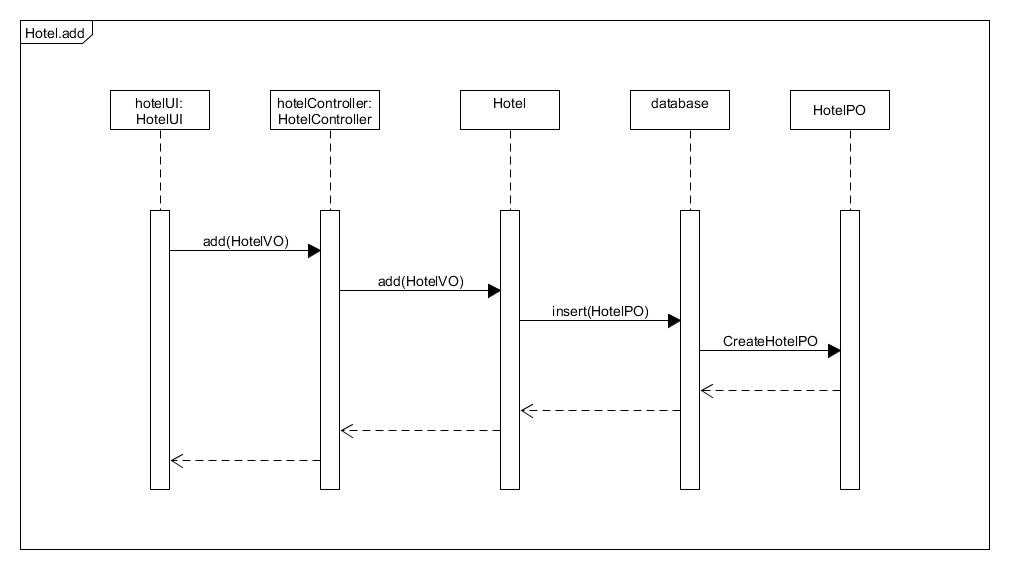 Hotel.add
hotelUI:
HotelUI
hotelController:
HotelController
Hotel
database
HotelPO
add(HotelVO)
add(HotelVO)
insert(HotelPO)
CreateHotelPO